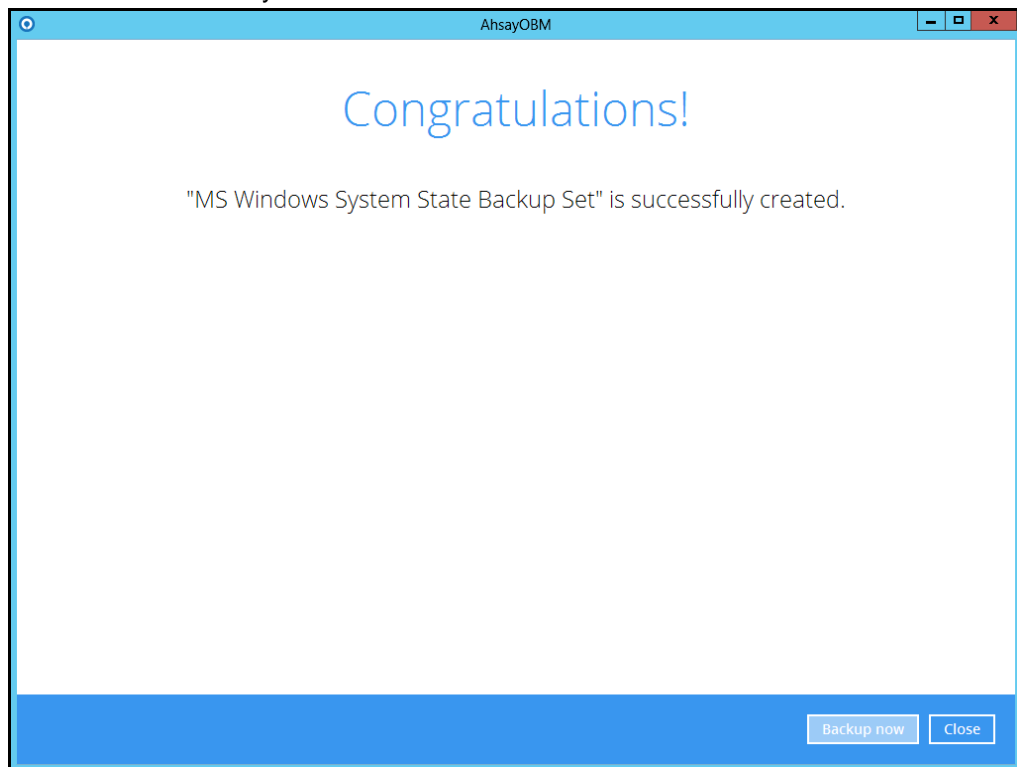 AhsayOBM
Congratulations!
"MS Windows System State Backup Set" is successfully created.
Backup now Close